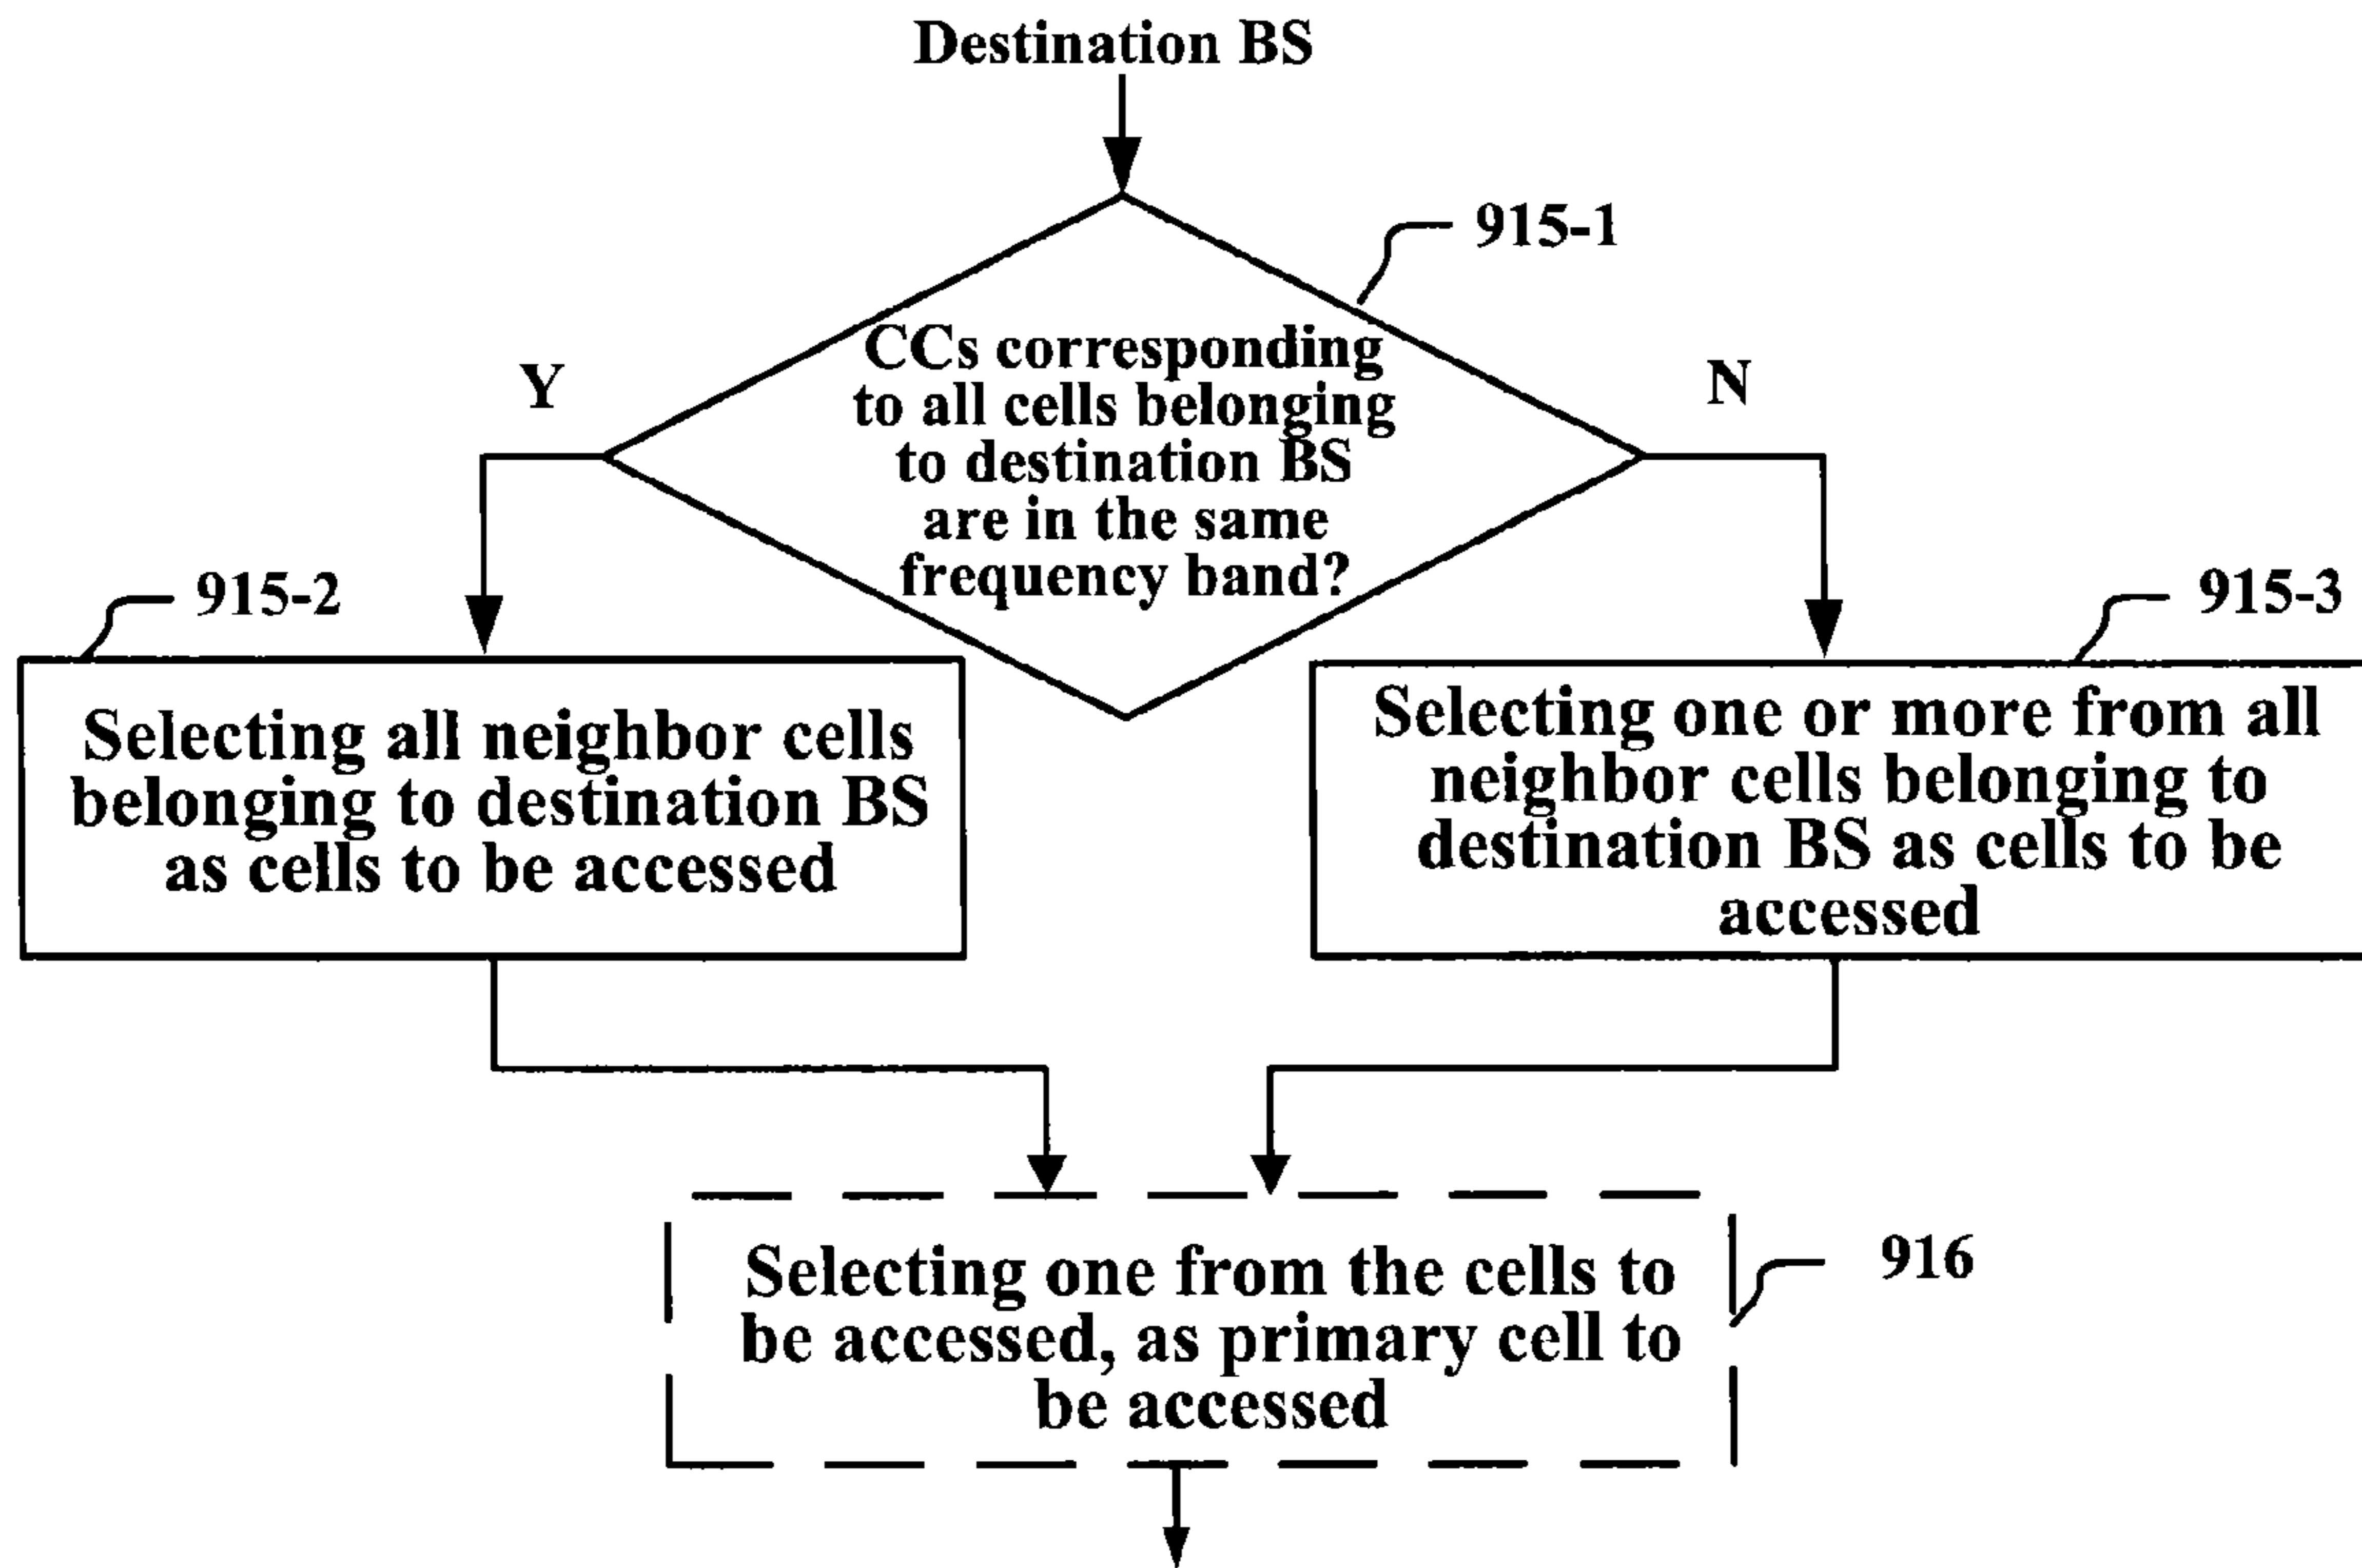 Destination BS
915-1
CCs corresponding
to all cells belonging
to destination BS
are in the same
frequency band?
Y
N
915-2
915-3
Selecting all neighbor cells
belonging to destination BS
as cells to be accessed
Selecting one or more from all
neighbor cells belonging to
destination BS as cells to be
accessed
Selecting one from the cells to
be accessed, as primary cell to
be accessed
916